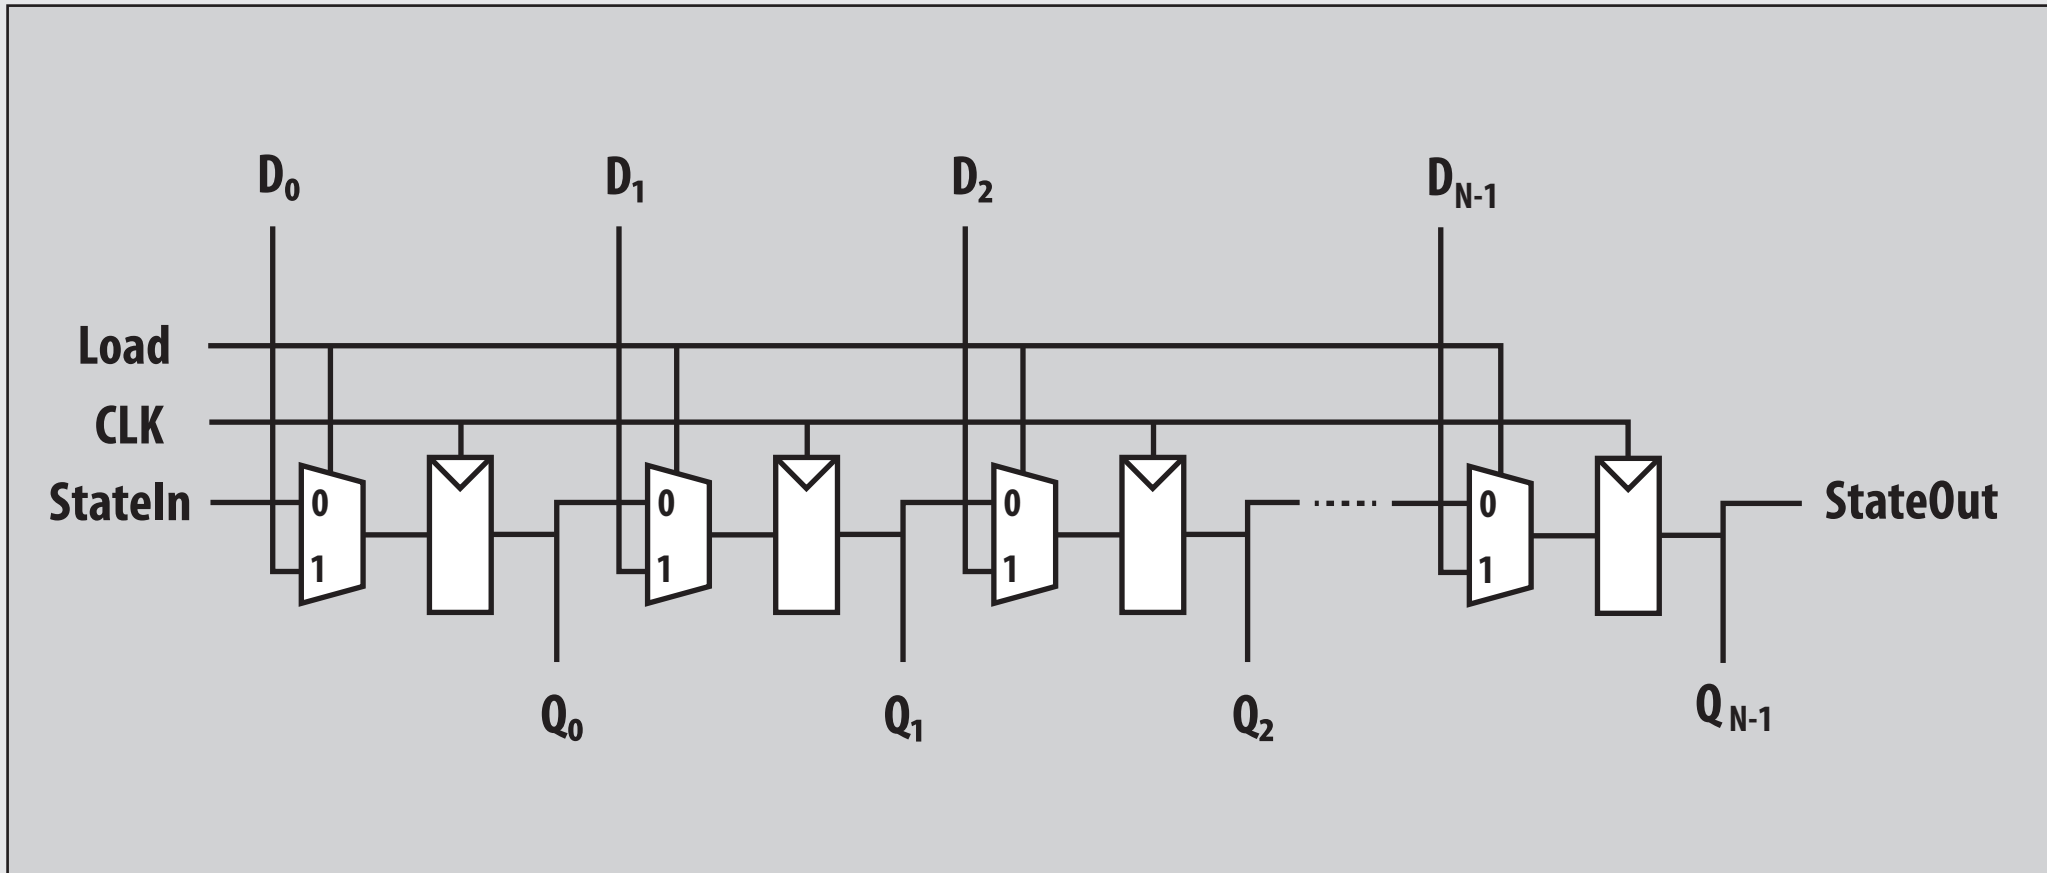 D0 D1 D2 DN-1
Load
CLK
StateIn 0 0 0 0 StateOut
1 1 1 1
Q0 Q1 Q2 QN-1